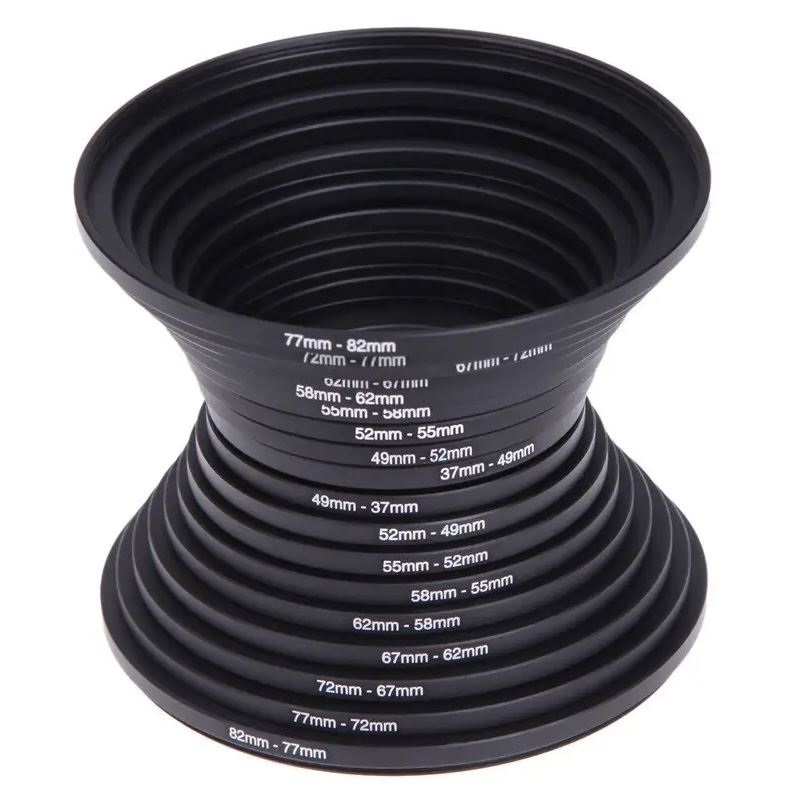 77mm - 82mm
72mm - 77mm
67mm - 72mm
62mm - 67mm
58mm - 62mm
55mm - 58mm
52mm - 55mm
49mm - 52mm
37mm - 49mm
49mm - 37mm
52mm - 49mm
55mm - 52mm
58mm - 55mm
62mm - 58mm
67mm - 62mm
72mm - 67mm
77mm - 72mm
82mm - 77mm